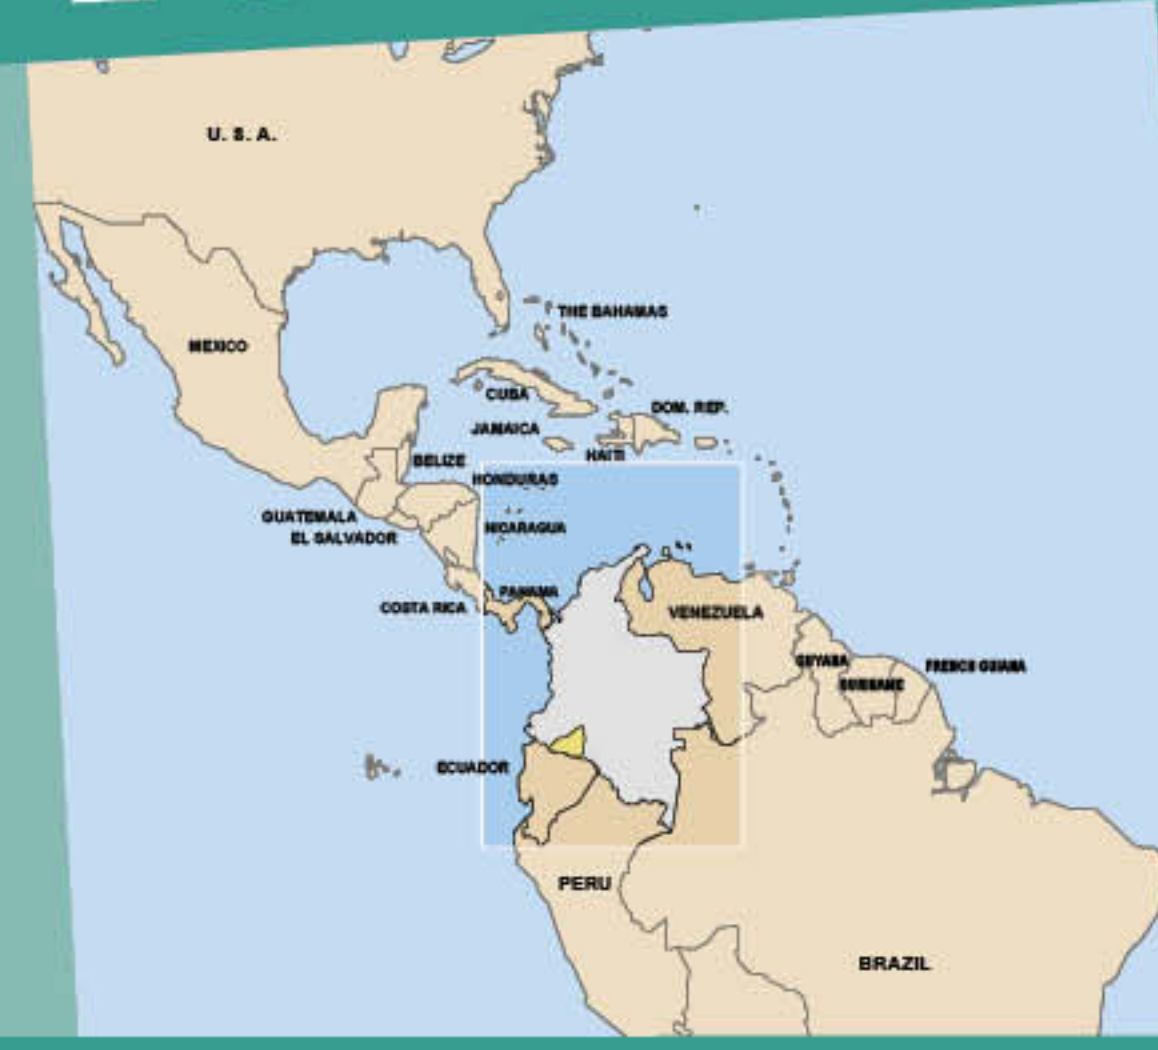 U. S. A.
THE BAHAMAS
MEXICO
CUBA
DOM. REP.
JAMAICA
HAITI
BELIZE
HONDURAS
GUATEMALA
NICARAGUA
EL SALVADOR
PANAMA
COSTA RICA
VENEZUELA
GUYANA
FRENCH GUIANA
SURINAME
ECUADOR
PERU
BRAZIL